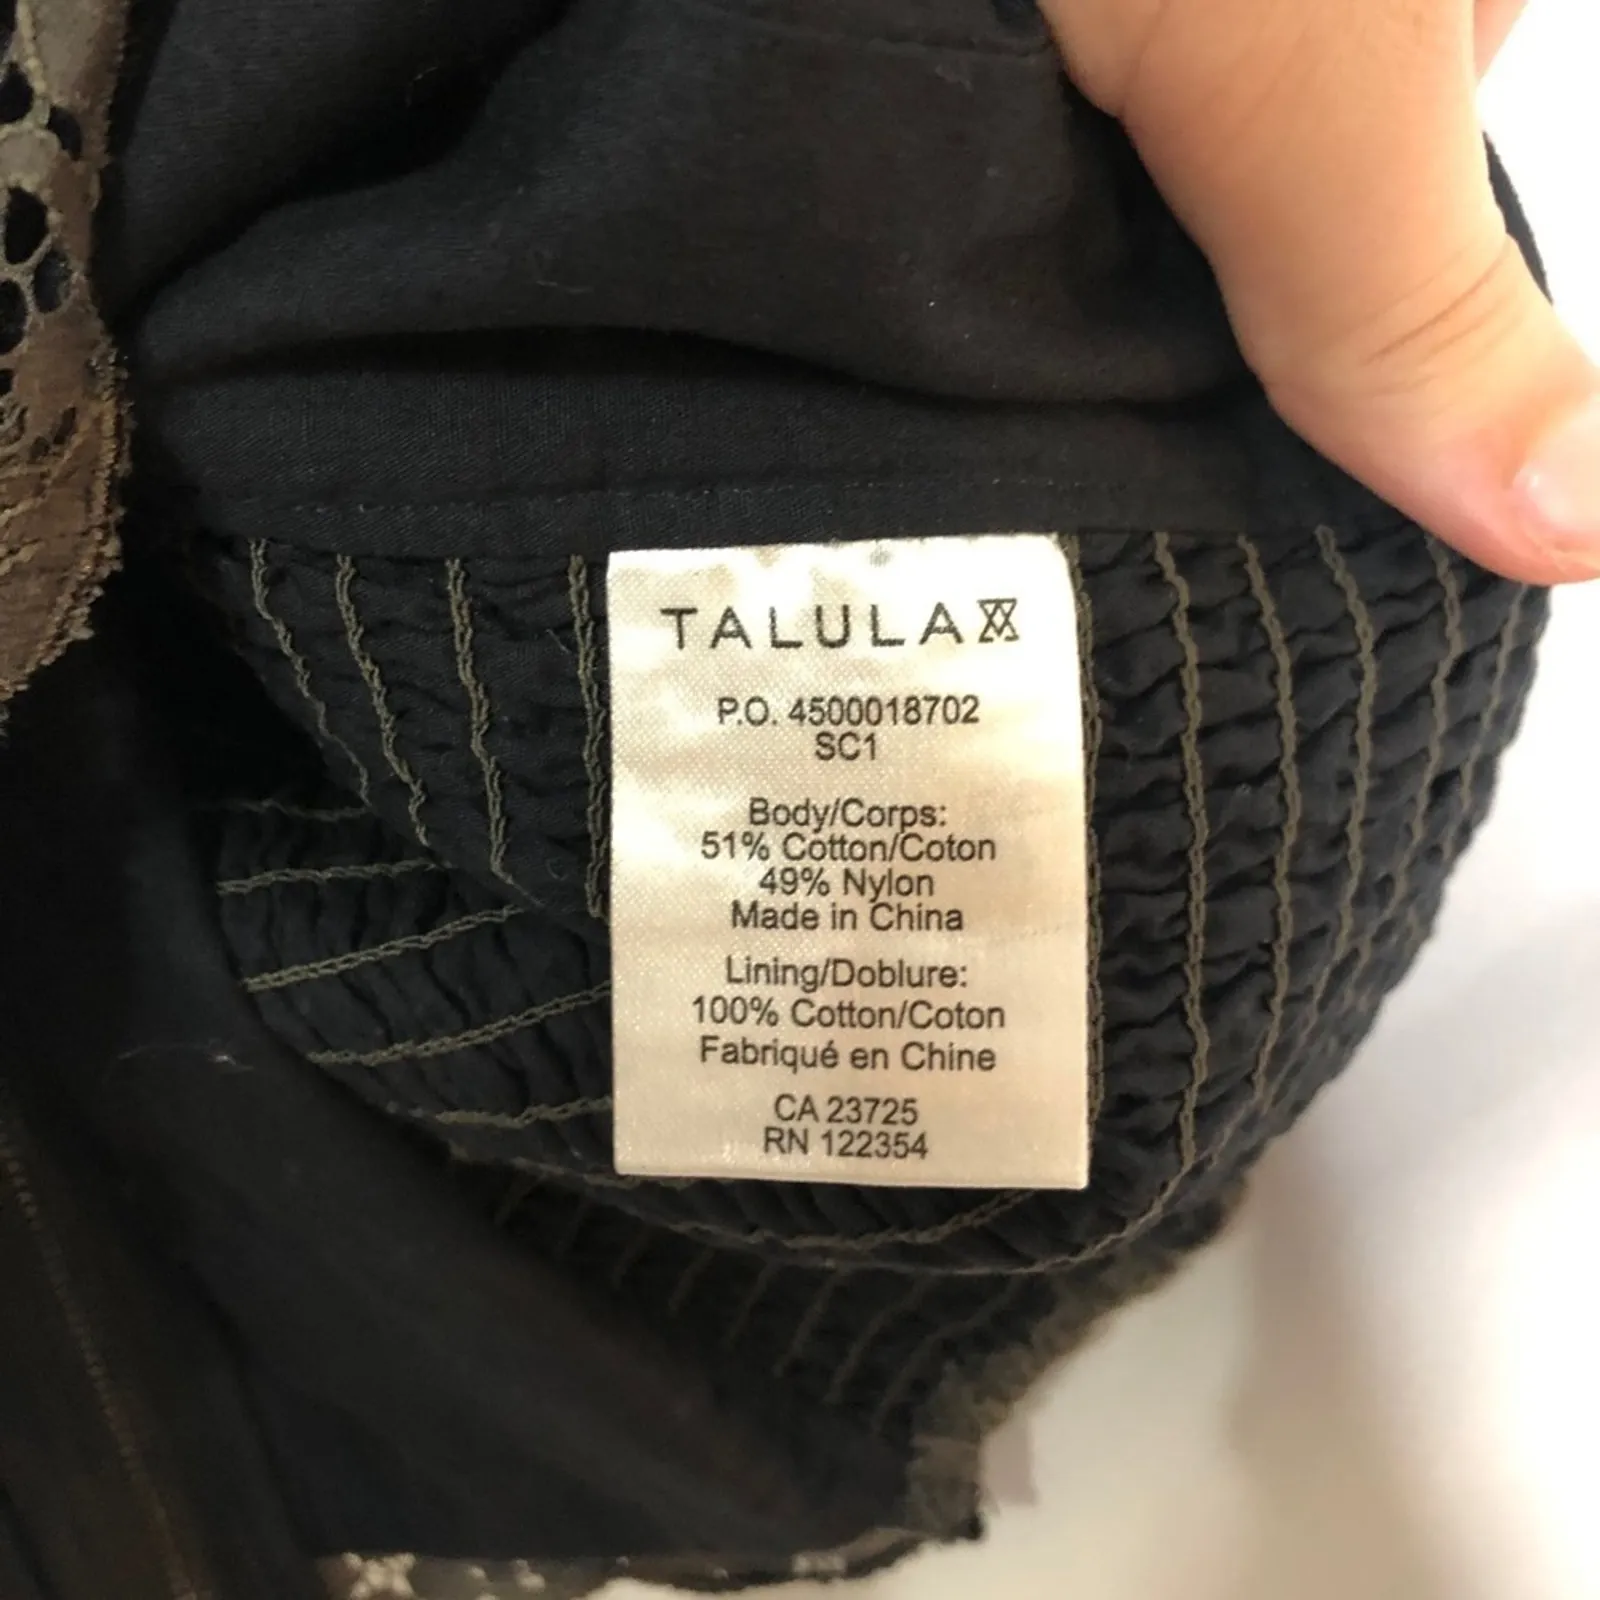 TALULA
P.O. 4500018702
SC1
Body/Corps:
51% Cotton/Coton
49% Nylon
Made in China
Lining/Doblure:
100% Cotton/Coton
Fabriqué en Chine
CA 23725
RN 122354